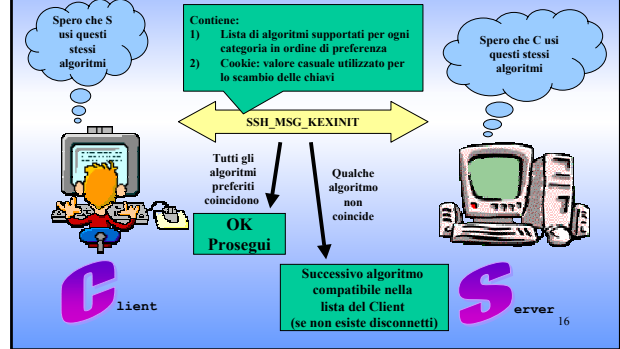 Spero che S
usi questi
stessi
algoritmi
Contiene:
1) Lista di algoritmi supportati per ogni
categoria in ordine di preferenza
2) Cookie: valore casuale utilizzato per
lo scambio delle chiavi
Spero che C usi
questi stessi
algoritmi
SSH_MSG_KEXINIT
Tutti gli
algoritmi
preferiti
coincidono
Qualche
algoritmo
non
coincide
OK
Prosegui
Successivo algoritmo
compatibile nella
lista del Client
(se non esiste disconnetti)
Client
Server
16